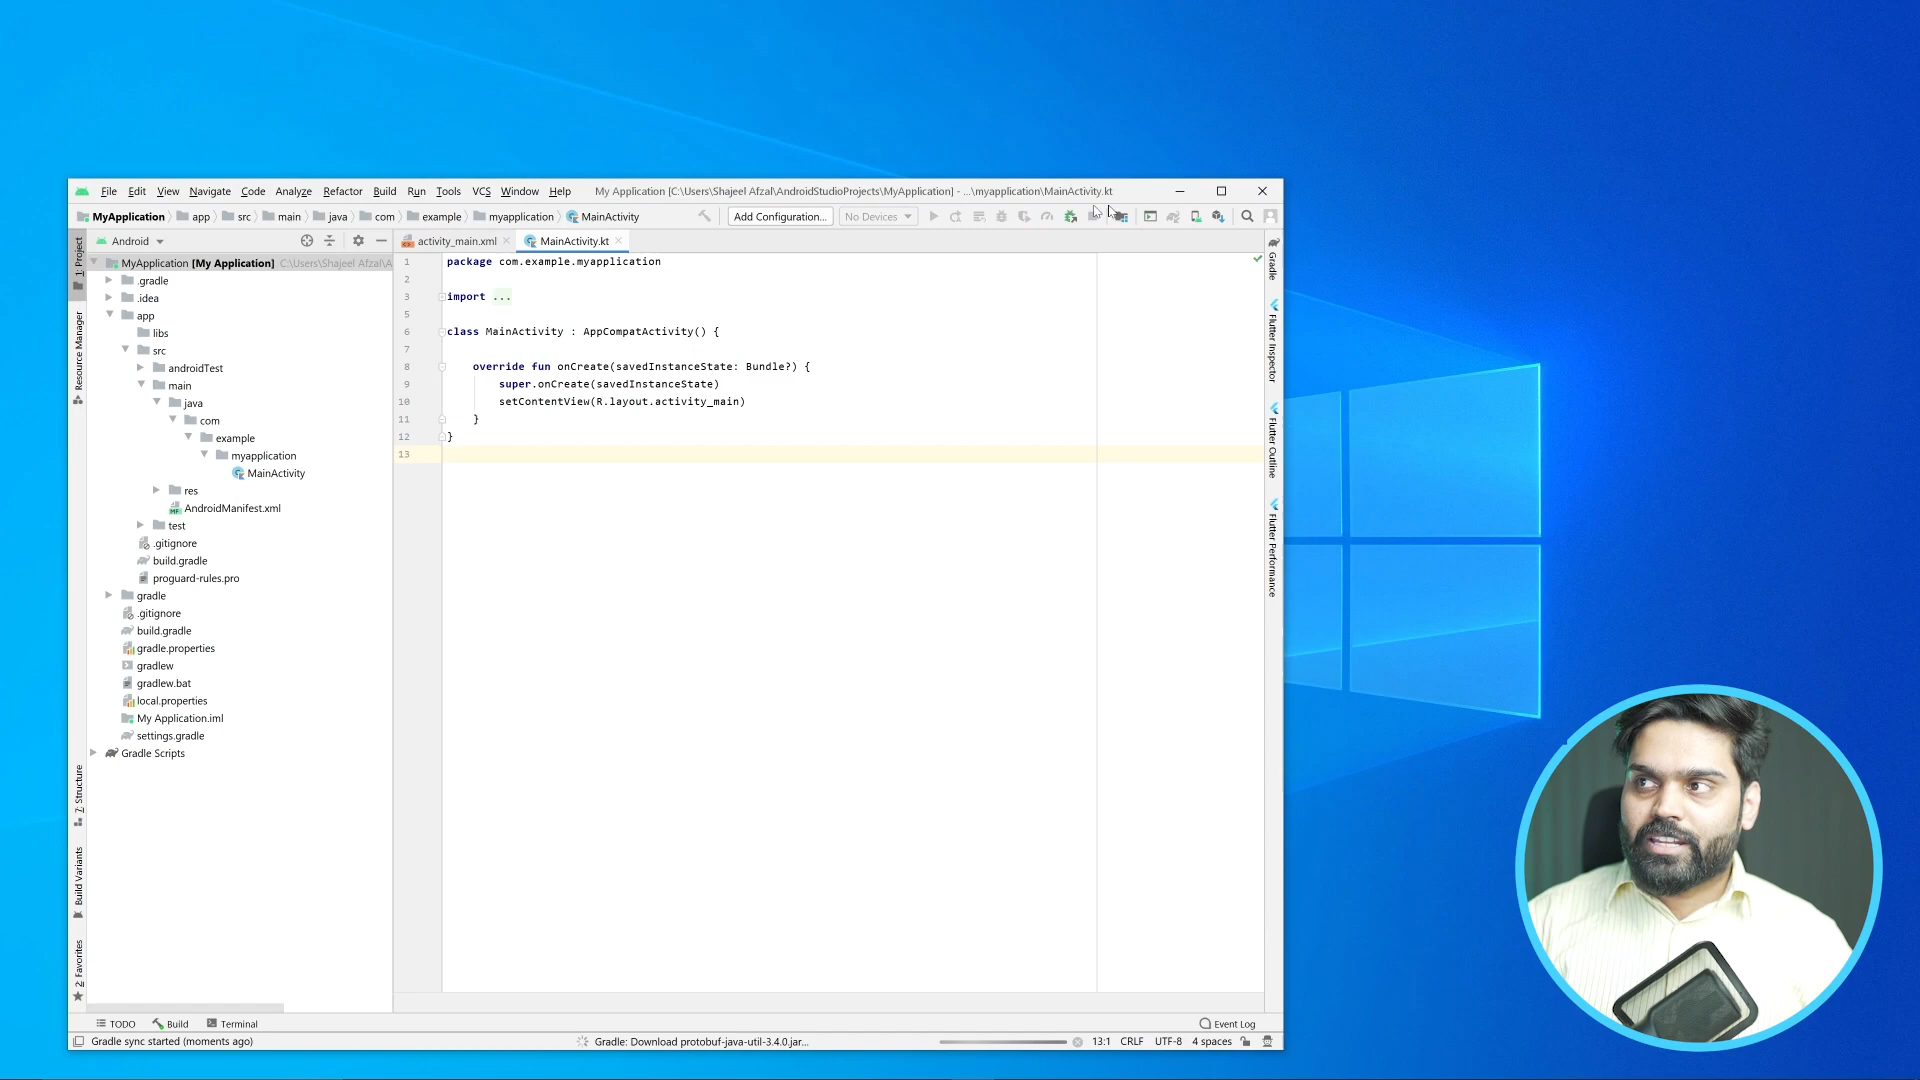 File Edit View Navigate Code Analyze Refactor Build Run Tools VCS Window Help My Application [C:\Users\Shajeel Afzal\AndroidStudioProjects\MyApplication] - ...\myapplication\MainActivity.kt
MyApplication app src main java com example myapplication MainActivity Add Configuration... No Devices
Android
activity_main.xml MainActivity.kt
MyApplication [My Application] C:\Users\Shajeel Afzal\A
.gradle
.idea
app
libs
src
androidTest
main
java
com
example
myapplication
MainActivity
res
AndroidManifest.xml
test
.gitignore
build.gradle
proguard-rules.pro
gradle
.gitignore
build.gradle
gradle.properties
gradlew
gradlew.bat
local.properties
My Application.iml
settings.gradle
Gradle Scripts
1 package com.example.myapplication
2
3 import ...
5
6 class MainActivity : AppCompatActivity() {
7
8 override fun onCreate(savedInstanceState: Bundle?) {
9 super.onCreate(savedInstanceState)
10 setContentView(R.layout.activity_main)
11 }
12 }
13
1: Project
Resource Manager
7: Structure
Build Variants
2: Favorites
Gradle
Flutter Inspector
Flutter Outline
Flutter Performance
TODO Build Terminal Event Log
Gradle sync started (moments ago) Gradle: Download protobuf-java-util-3.4.0.jar... 13:1 CRLF UTF-8 4 spaces